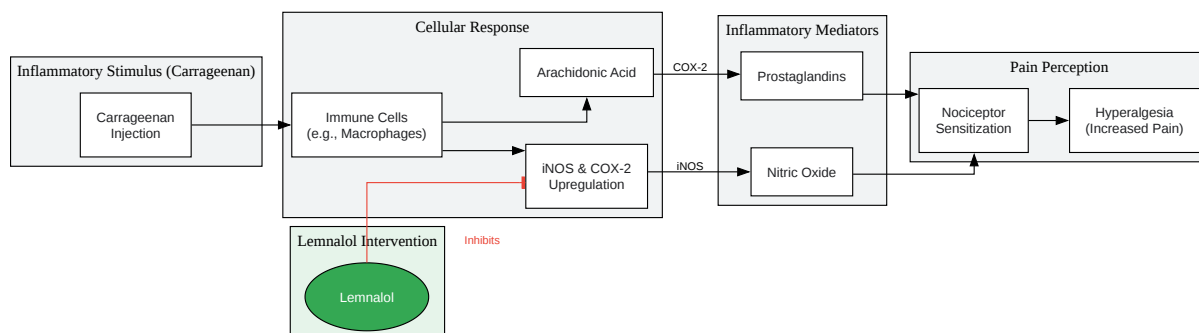 Inflammatory Stimulus (Carrageenan)
Carrageenan
Injection
Cellular Response
Immune Cells
(e.g., Macrophages)
Arachidonic Acid
iNOS & COX-2
Upregulation
COX-2
iNOS
Inflammatory Mediators
Prostaglandins
Nitric Oxide
Pain Perception
Nociceptor
Sensitization
Hyperalgesia
(Increased Pain)
Lemnalol Intervention
Inhibits
Lemnalol